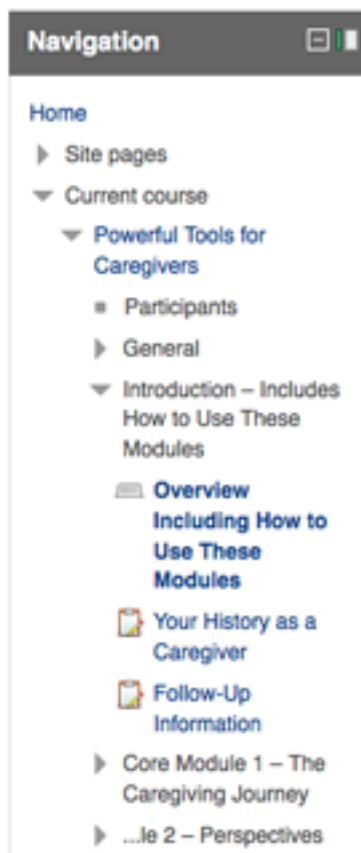 Navigation
Home
Site pages
Current course
Powerful Tools for
Caregivers
Participants
General
Introduction – Includes
How to Use These
Modules
Overview
Including How to
Use These
Modules
Your History as a
Caregiver
Follow-Up
Information
Core Module 1 – The
Caregiving Journey
...le 2 – Perspectives